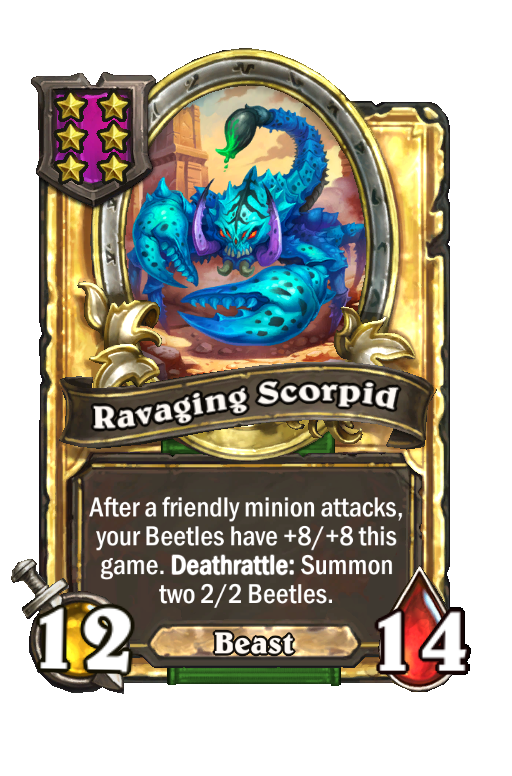 Ravaging Scorpid
After a friendly minion attacks,
your Beetles have +8/+8 this
game. Deathrattle: Summon
two 2/2 Beetles.
12
Beast
14